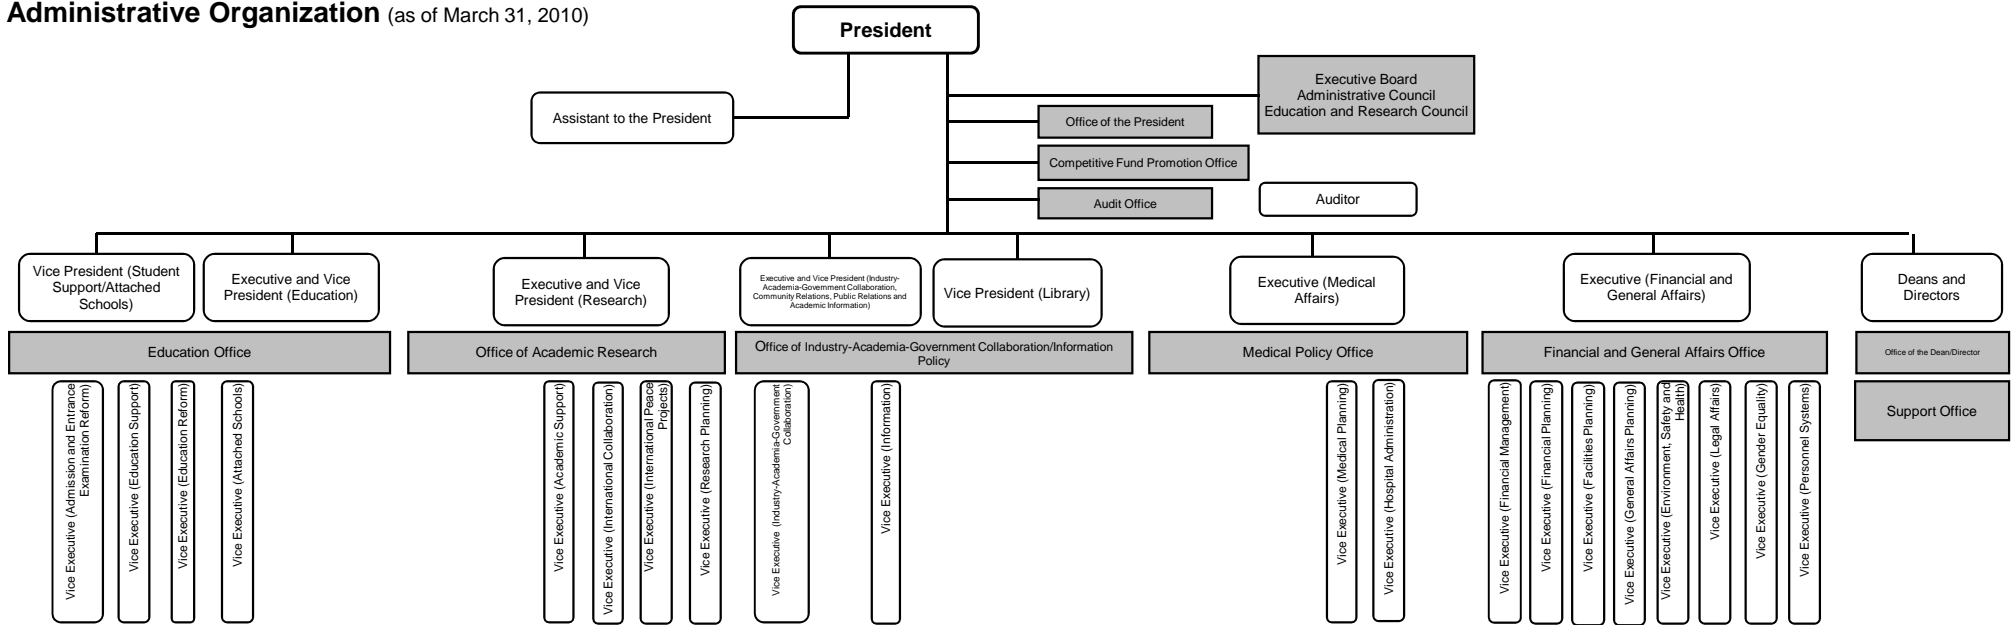 Administrative Organization (as of March 31, 2010)
President
Executive Board
Administrative Council
Education and Research Council
Assistant to the President
Office of the President
Competitive Fund Promotion Office
Audit Office
Auditor
Vice President (Student
Support/Attached
Schools)
Executive and Vice
President (Education)
Executive and Vice
President (Research)
Executive and Vice President (Industry-
Academia-Government Collaboration,
Community Relations, Public Relations and
Academic Information)
Vice President (Library)
Executive (Medical
Affairs)
Executive (Financial and
General Affairs)
Deans and
Directors
Education Office
Office of Academic Research
Office of Industry-Academia-Government Collaboration/Information
Policy
Medical Policy Office
Financial and General Affairs Office
Office of the Dean/Director
Support Office
Vice Executive (Admission and Entrance
Examination Reform)
Vice Executive (Education Support)
Vice Executive (Education Reform)
Vice Executive (Attached Schools)
Vice Executive (Academic Support)
Vice Executive (International Collaboration)
Vice Executive (International Peace
Projects)
Vice Executive (Research Planning)
Vice Executive (Industry-Academia-Government
Collaboration)
Vice Executive (Information)
Vice Executive (Medical Planning)
Vice Executive (Hospital Administration)
Vice Executive (Financial Management)
Vice Executive (Financial Planning)
Vice Executive (Facilities Planning)
Vice Executive (General Affairs Planning)
Vice Executive (Environment, Safety and
Health)
Vice Executive (Legal Affairs)
Vice Executive (Gender Equality)
Vice Executive (Personnel Systems)